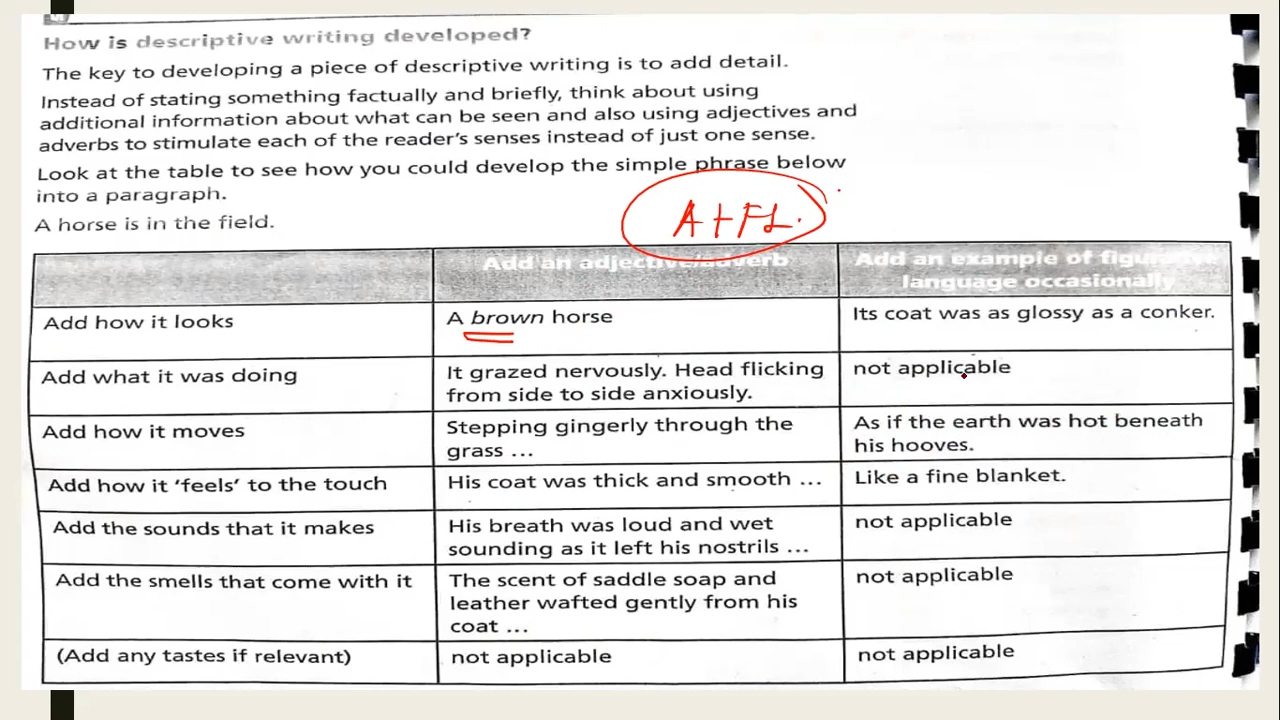 How is descriptive writing developed?
The key to developing a piece of descriptive writing is to add detail.
Instead of stating something factually and briefly, think about using
additional information about what can be seen and also using adjectives and
adverbs to stimulate each of the reader's senses instead of just one sense.
Look at the table to see how you could develop the simple phrase below
into a paragraph.
A horse is in the field.
A + FL.
Add an adjective/adverb
Add an example of figurative
language occasionally
Add how it looks
A brown horse
Its coat was as glossy as a conker.
Add what it was doing
It grazed nervously. Head flicking
from side to side anxiously.
not applicable
Add how it moves
Stepping gingerly through the
grass ...
As if the earth was hot beneath
his hooves.
Add how it 'feels' to the touch
His coat was thick and smooth ...
Like a fine blanket.
Add the sounds that it makes
His breath was loud and wet
sounding as it left his nostrils ...
not applicable
Add the smells that come with it
The scent of saddle soap and
leather wafted gently from his
coat ...
not applicable
(Add any tastes if relevant)
not applicable
not applicable